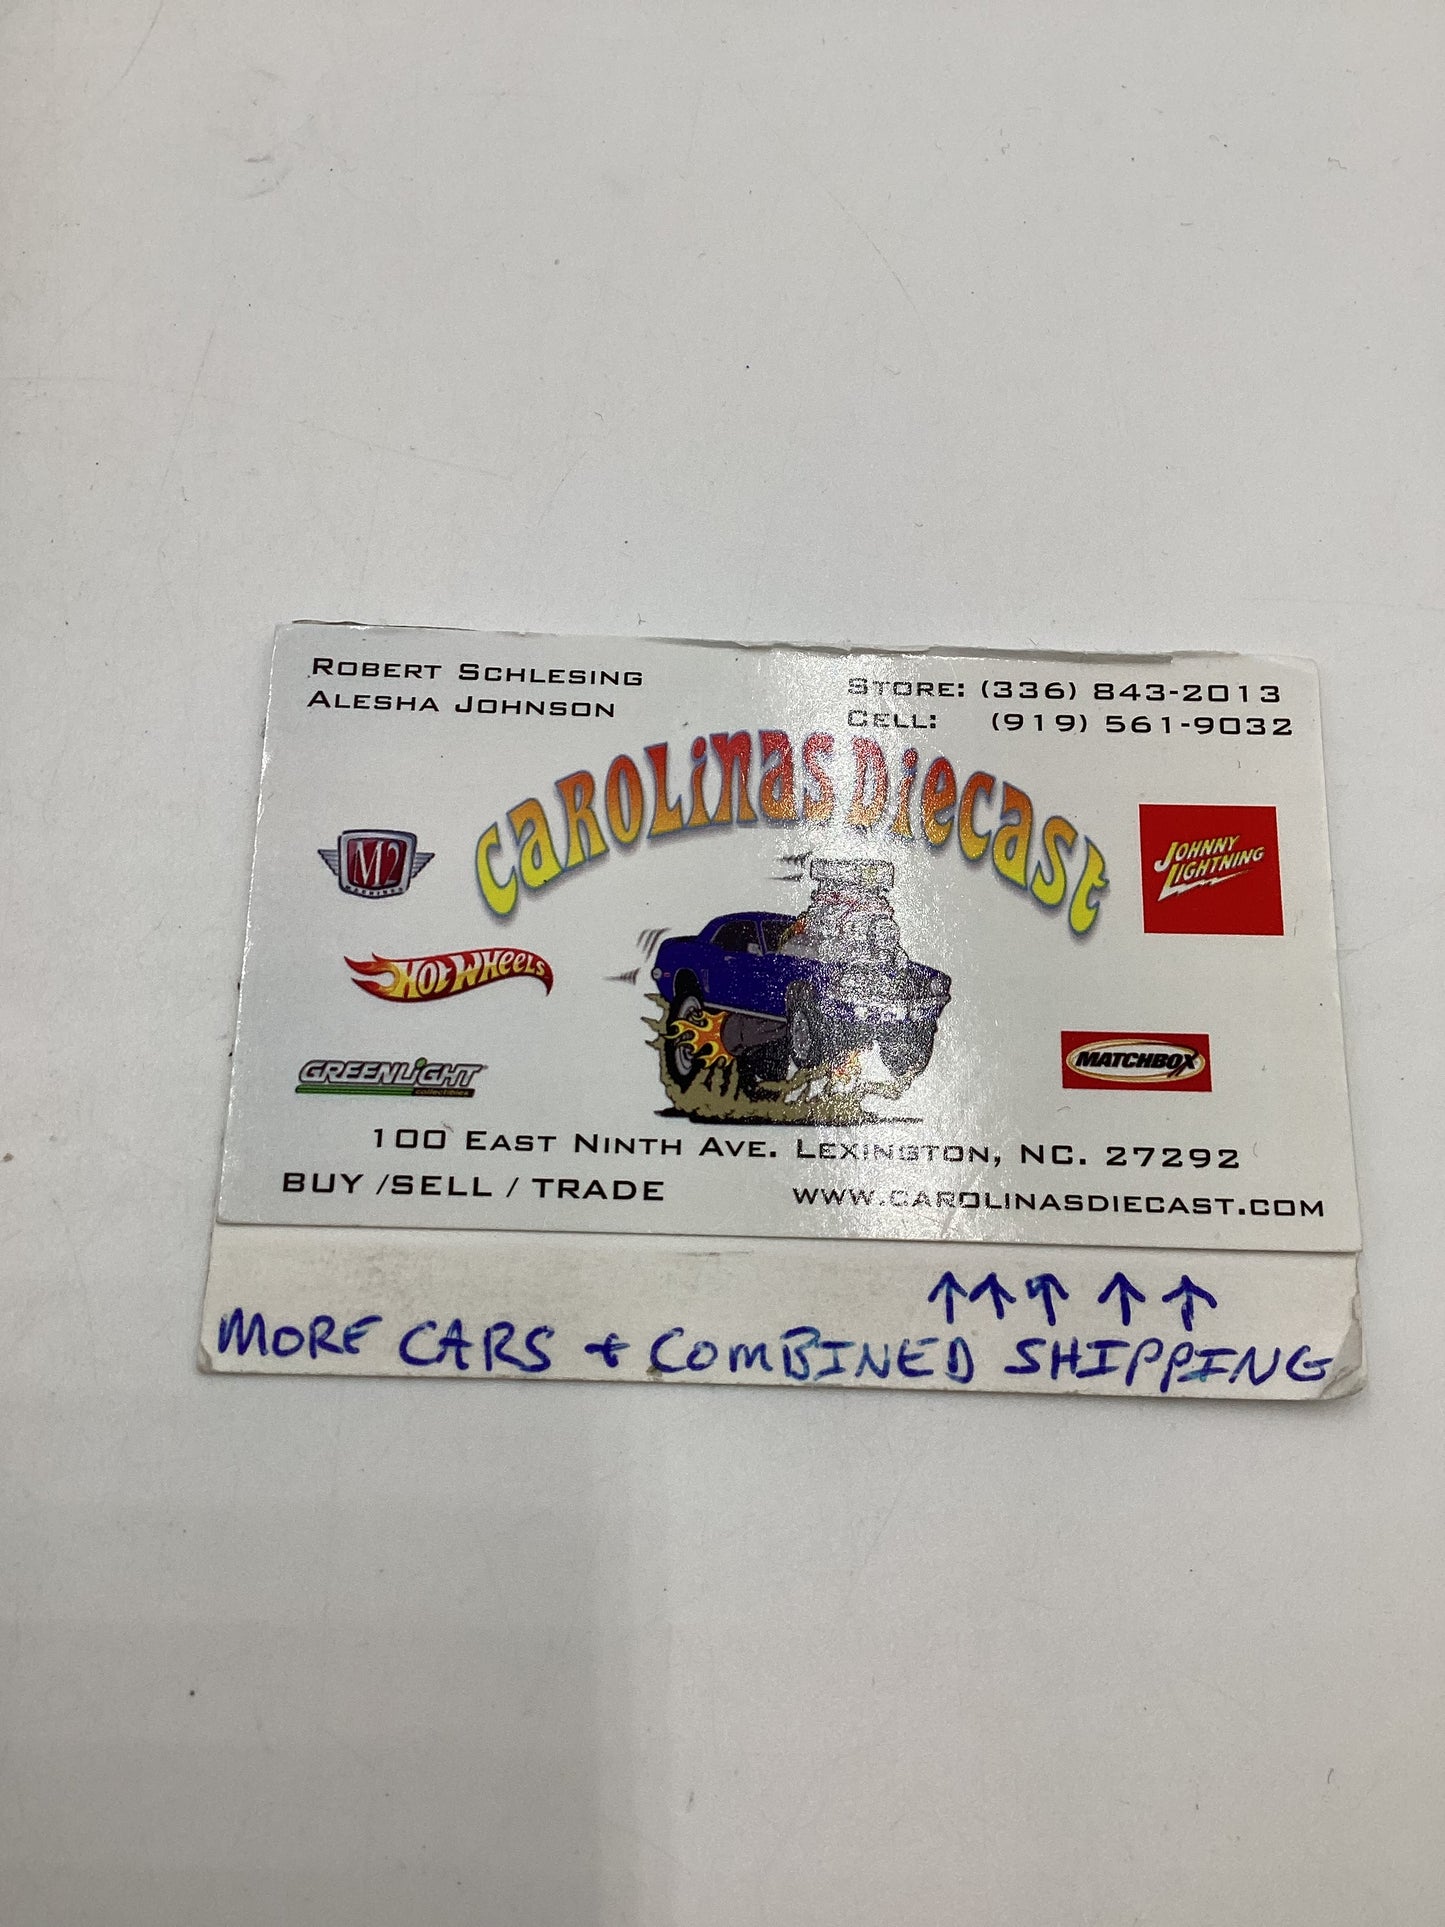 ROBERT SCHLESING
ALESHA JOHNSON
STORE: (336) 843-2013
CELL: (919) 561-9032
CAROLiNAS DiECAST
M2
MACHINES
JOHNNY
LIGHTNING
HOT WHEELS
GREENLiGHT
collectibles
MATCHBOX
100 EAST NINTH AVE. LEXINGTON, NC. 27292
BUY /SELL / TRADE
WWW.CAROLINASDIECAST.COM
↑↑↑ ↑ ↑
MORE CARS + COMBINED SHIPPING